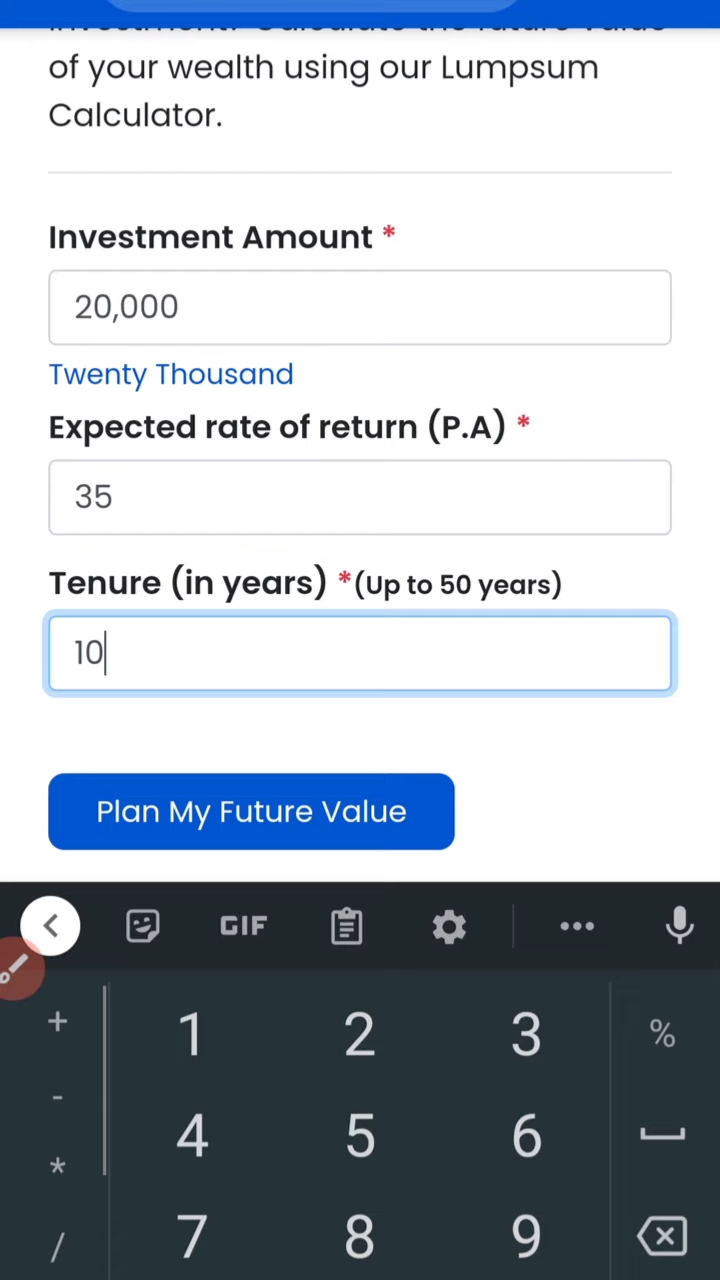 of your wealth using our Lumpsum
Calculator.
Investment Amount *
20,000
Twenty Thousand
Expected rate of return (P.A) *
35
Tenure (in years) *(Up to 50 years)
10
Plan My Future Value
GIF
+ 1 2 3 %
- 4 5 6
*
/ 7 8 9